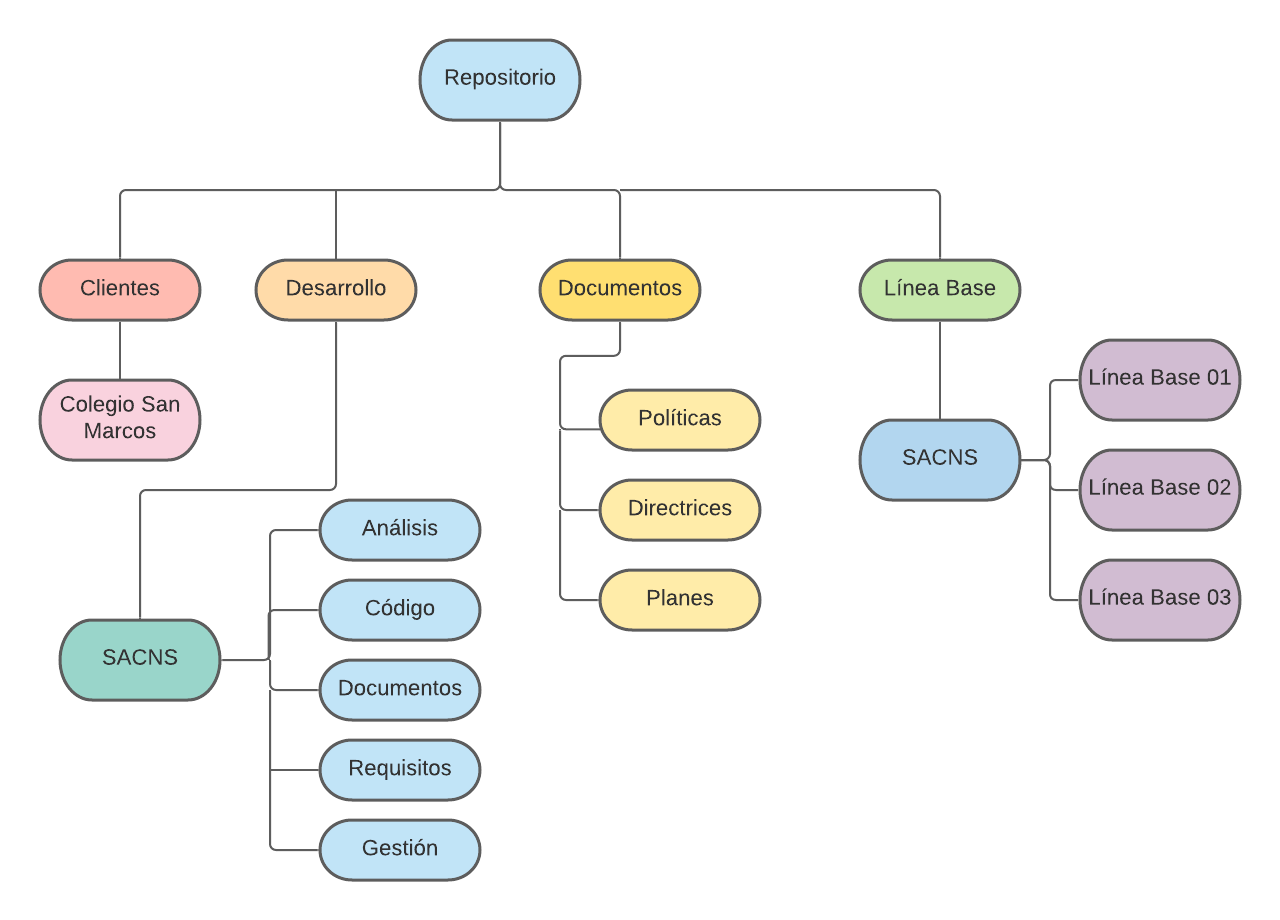 Repositorio
Clientes
Desarrollo
Documentos
Línea Base
Colegio San
Marcos
SACNS
Análisis
Código
Documentos
Requisitos
Gestión
Políticas
Directrices
Planes
SACNS
Línea Base 01
Línea Base 02
Línea Base 03